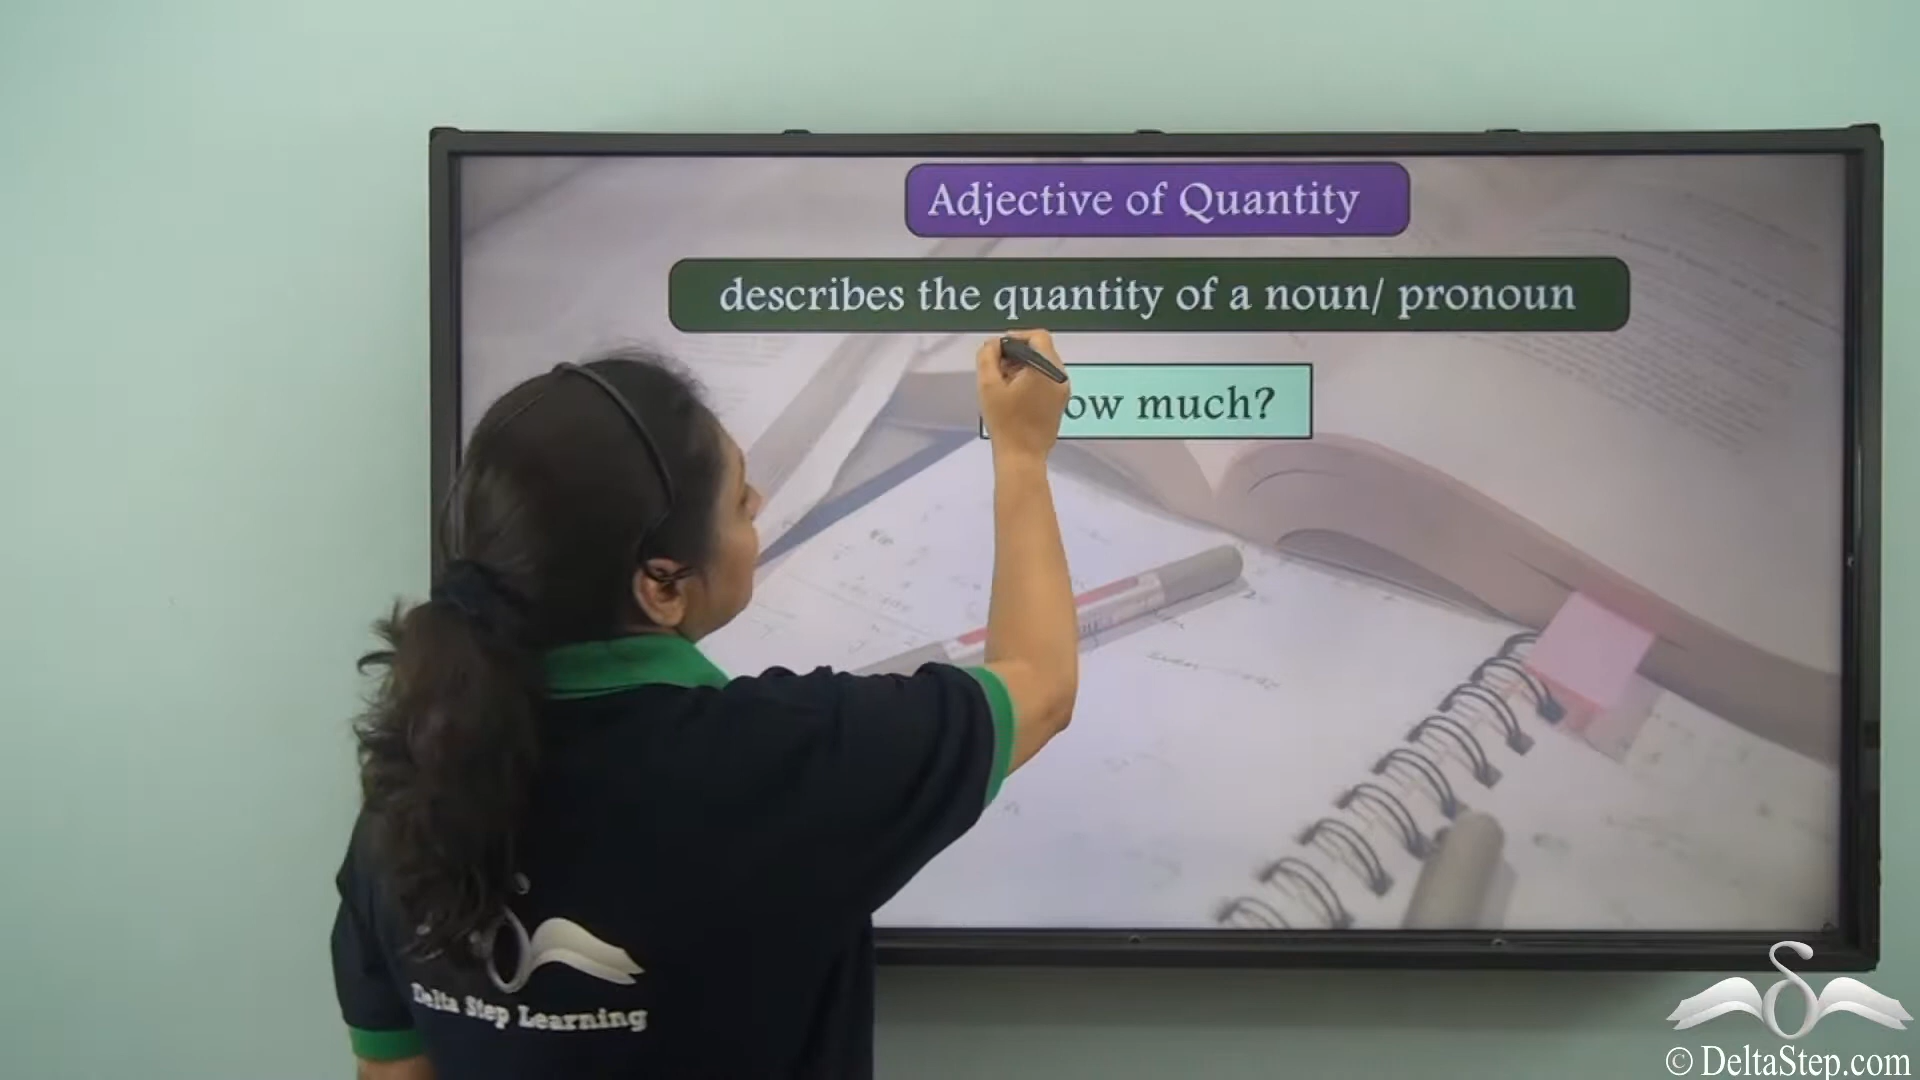 Adjective of Quantity
describes the quantity of a noun/ pronoun
ow much?
Delta Step Learning
© DeltaStep.com